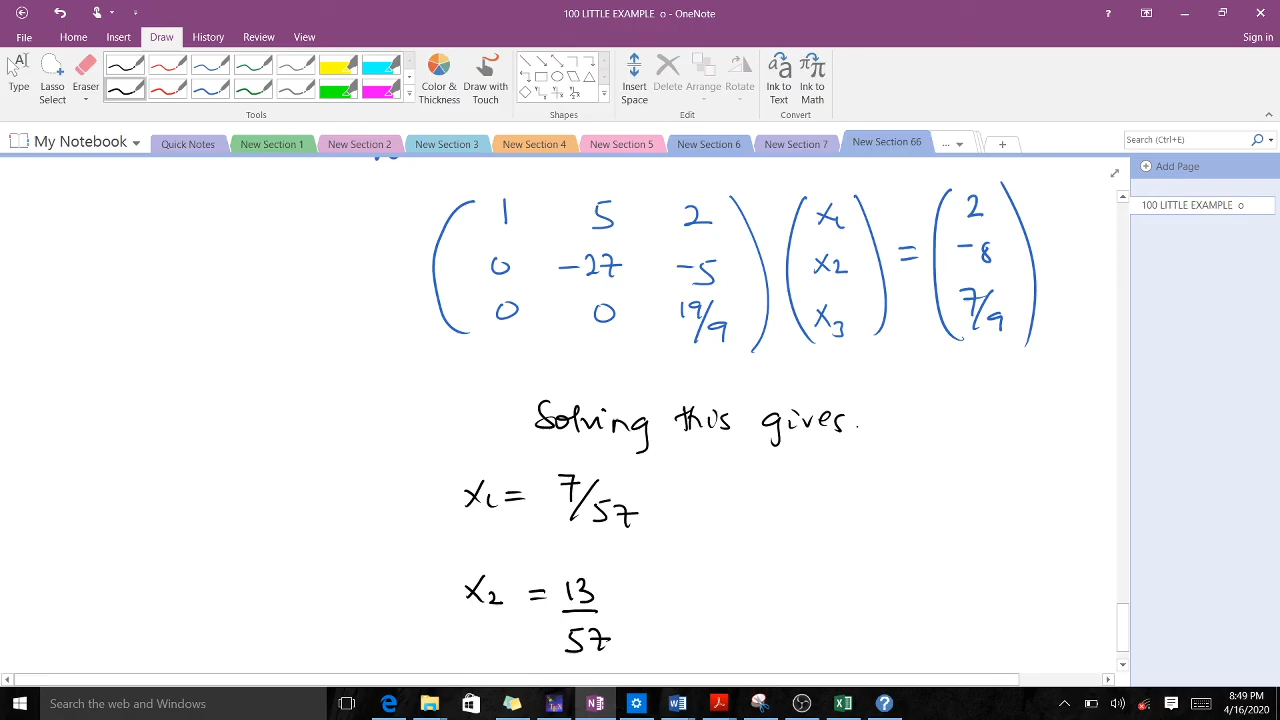 100 LITTLE EXAMPLE o - OneNote
File Home Insert Draw History Review View
Sign in
Type Lasso Select Eraser Color & Thickness Draw with Touch Insert Space Delete Arrange Rotate Ink to Text Ink to Math
Tools Shapes Edit Convert
My Notebook Quick Notes New Section 1 New Section 2 New Section 3 New Section 4 New Section 5 New Section 6 New Section 7 New Section 66 ... + Search (Ctrl+E)
Add Page
100 LITTLE EXAMPLE o
1 5 2 x1 2
0 -27 -5 x2 = -8
0 0 19/9 x3 7/9
Solving this gives.
x1 = 7/57
x2 = 13
57
Search the web and Windows
8:49 PM
4/16/2020